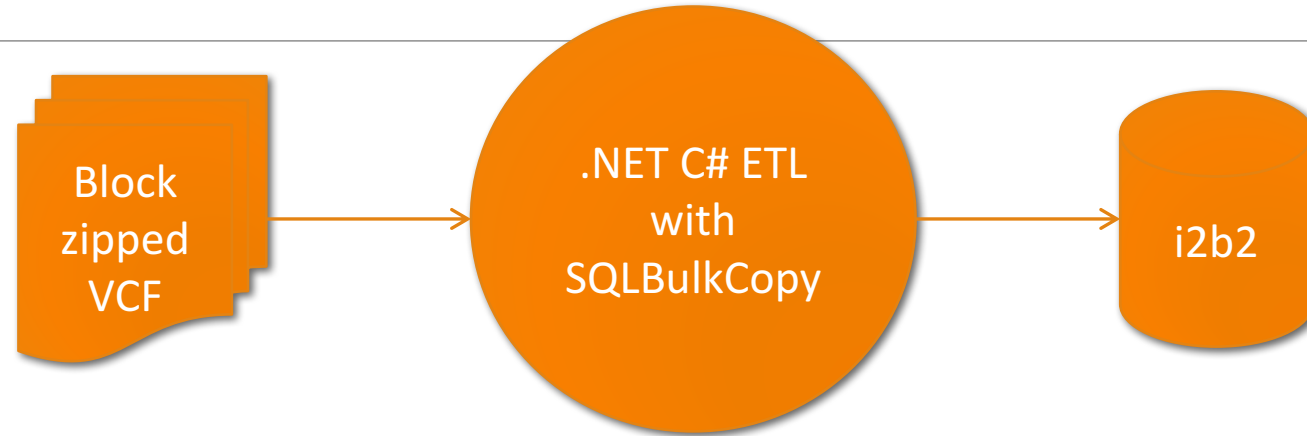 Block
zipped
VCF
.NET C# ETL
with
SQLBulkCopy
i2b2